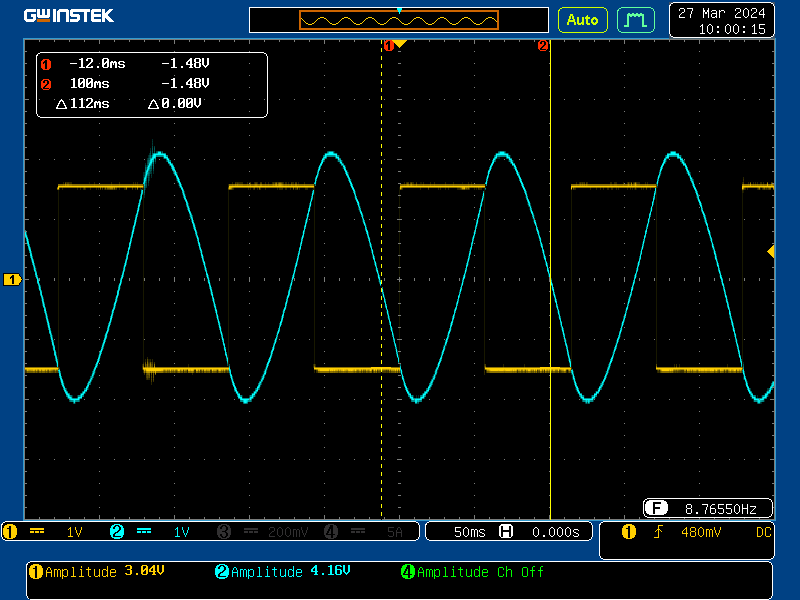 GWINSTEK
Auto
27 Mar 2024
10:00:15
1 2
1 -12.0ms -1.48V
2 100ms -1.48V
△112ms △0.00V
1
F 8.76550Hz
1 1V 2 1V 3 200mV 4 5A
50ms H 0.000s
1 480mV DC
1 Amplitude 3.04V 2 Amplitude 4.16V 4 Amplitude Ch Off